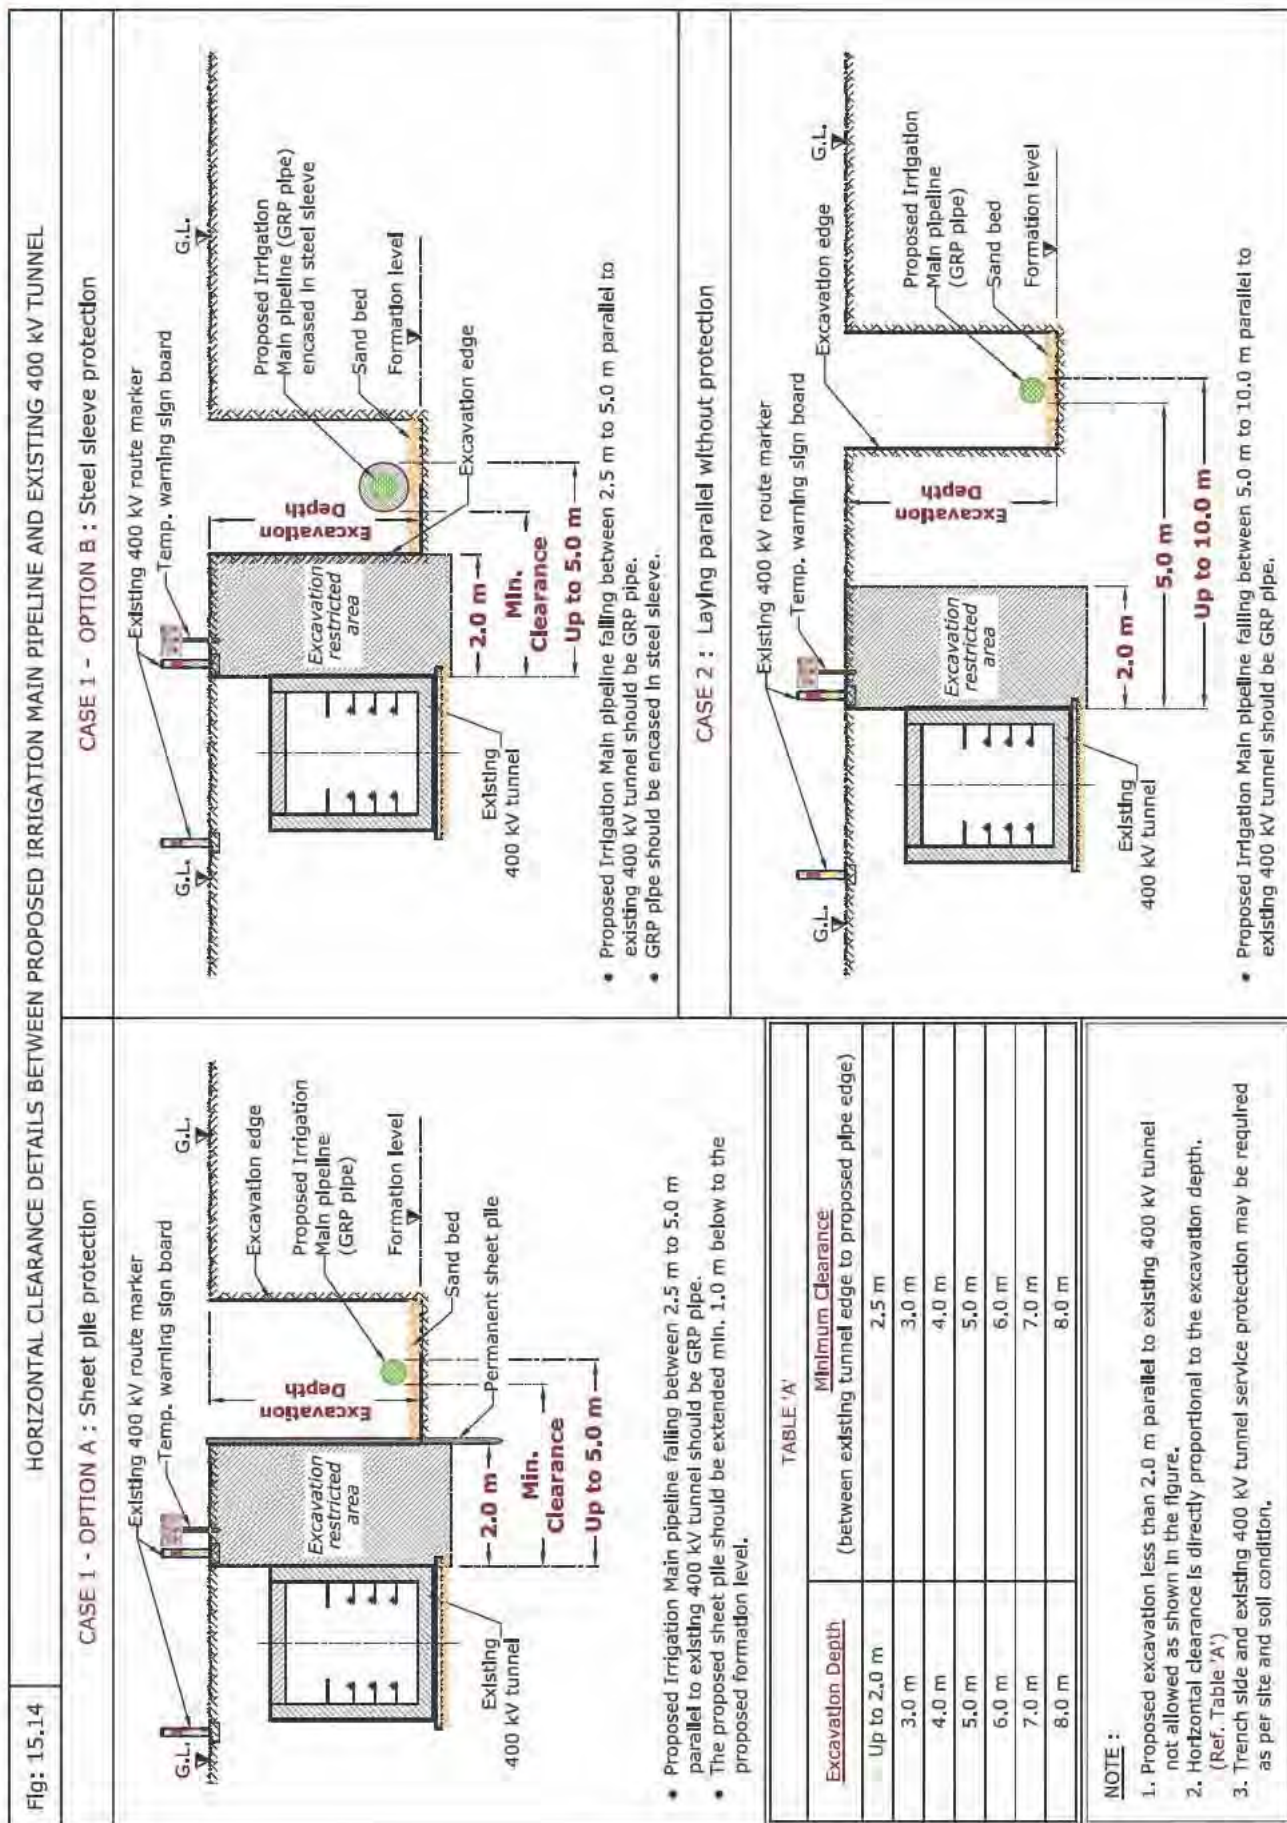 Fig: 15.14
HORIZONTAL CLEARANCE DETAILS BETWEEN PROPOSED IRRIGATION MAIN PIPELINE AND EXISTING 400 kV TUNNEL
CASE 1 - OPTION A : Sheet pile protection
Existing 400 kV route marker
Temp. warning sign board
G.L.
G.L.
Excavation edge
Proposed Irrigation
Main pipeline
(GRP pipe)
Formation level
Sand bed
Permanent sheet pile
Excavation
Depth
Excavation
restricted
area
2.0 m
Min.
Clearance
Up to 5.0 m
Existing
400 kV tunnel
• Proposed Irrigation Main pipeline falling between 2.5 m to 5.0 m
parallel to existing 400 kV tunnel should be GRP pipe.
• The proposed sheet pile should be extended min. 1.0 m below to the
proposed formation level.
CASE 1 - OPTION B : Steel sleeve protection
Existing 400 kV route marker
Temp. warning sign board
G.L.
G.L.
Proposed Irrigation
Main pipeline (GRP pipe)
encased in steel sleeve
Sand bed
Formation level
Excavation edge
Excavation
Depth
Excavation
restricted
area
2.0 m
Min.
Clearance
Up to 5.0 m
Existing
400 kV tunnel
• Proposed Irrigation Main pipeline falling between 2.5 m to 5.0 m parallel to
existing 400 kV tunnel should be GRP pipe.
• GRP pipe should be encased in steel sleeve.
TABLE 'A'
Excavation Depth
Minimum Clearance
(between existing tunnel edge to proposed pipe edge)
Up to 2.0 m 2.5 m
3.0 m 3.0 m
4.0 m 4.0 m
5.0 m 5.0 m
6.0 m 6.0 m
7.0 m 7.0 m
8.0 m 8.0 m
NOTE :
1. Proposed excavation less than 2.0 m parallel to existing 400 kV tunnel
not allowed as shown in the figure.
2. Horizontal clearance is directly proportional to the excavation depth.
(Ref. Table 'A')
3. Trench side and existing 400 kV tunnel service protection may be required
as per site and soil condition.
CASE 2 : Laying parallel without protection
Existing 400 kV route marker
Temp. warning sign board
Excavation edge
G.L.
G.L.
Proposed Irrigation
Main pipeline
(GRP pipe)
Sand bed
Formation level
Excavation
Depth
Excavation
restricted
area
2.0 m
5.0 m
Up to 10.0 m
Existing
400 kV tunnel
• Proposed Irrigation Main pipeline falling between 5.0 m to 10.0 m parallel to
existing 400 kV tunnel should be GRP pipe.